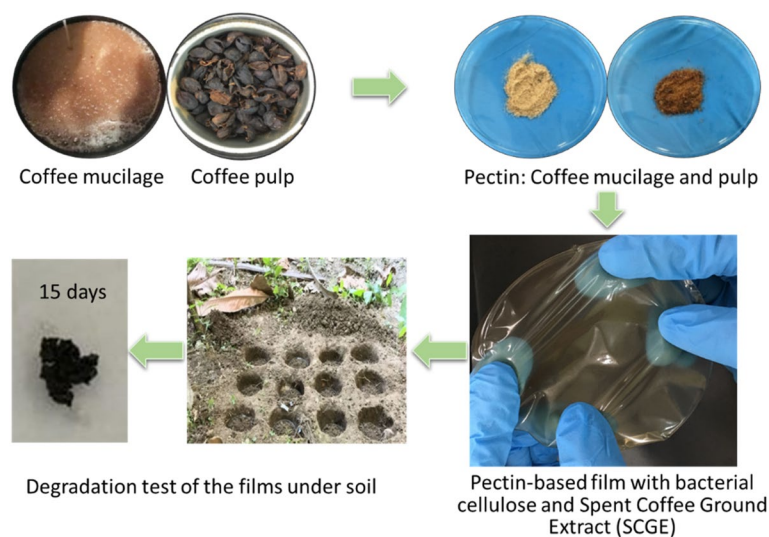 Coffee mucilage
Coffee pulp
Pectin: Coffee mucilage and pulp
15 days
Degradation test of the films under soil
Pectin-based film with bacterial
cellulose and Spent Coffee Ground
Extract (SCGE)